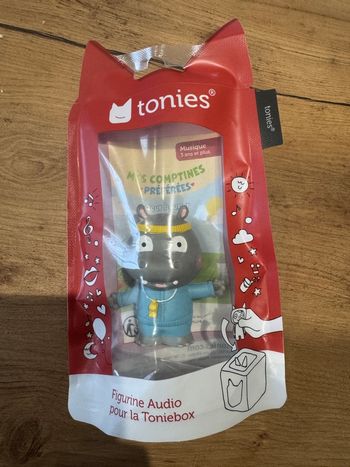 tonies®
tonies®
Musique
3 ans et plus
MES COMPTINES
PRÉFÉRÉES
Figurine Audio
pour la Toniebox